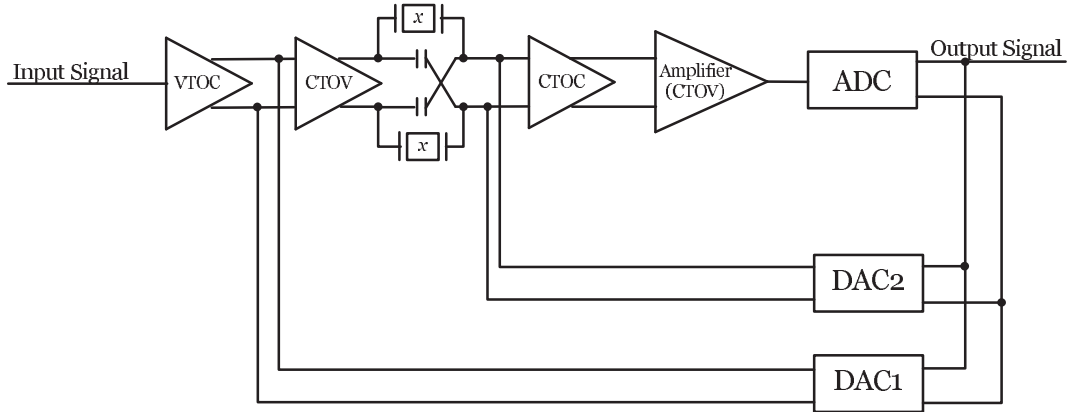 x
Input Signal
VTOC
CTOV
CTOC
Amplifier
(CTOV)
ADC
Output Signal
x
DAC2
DAC1